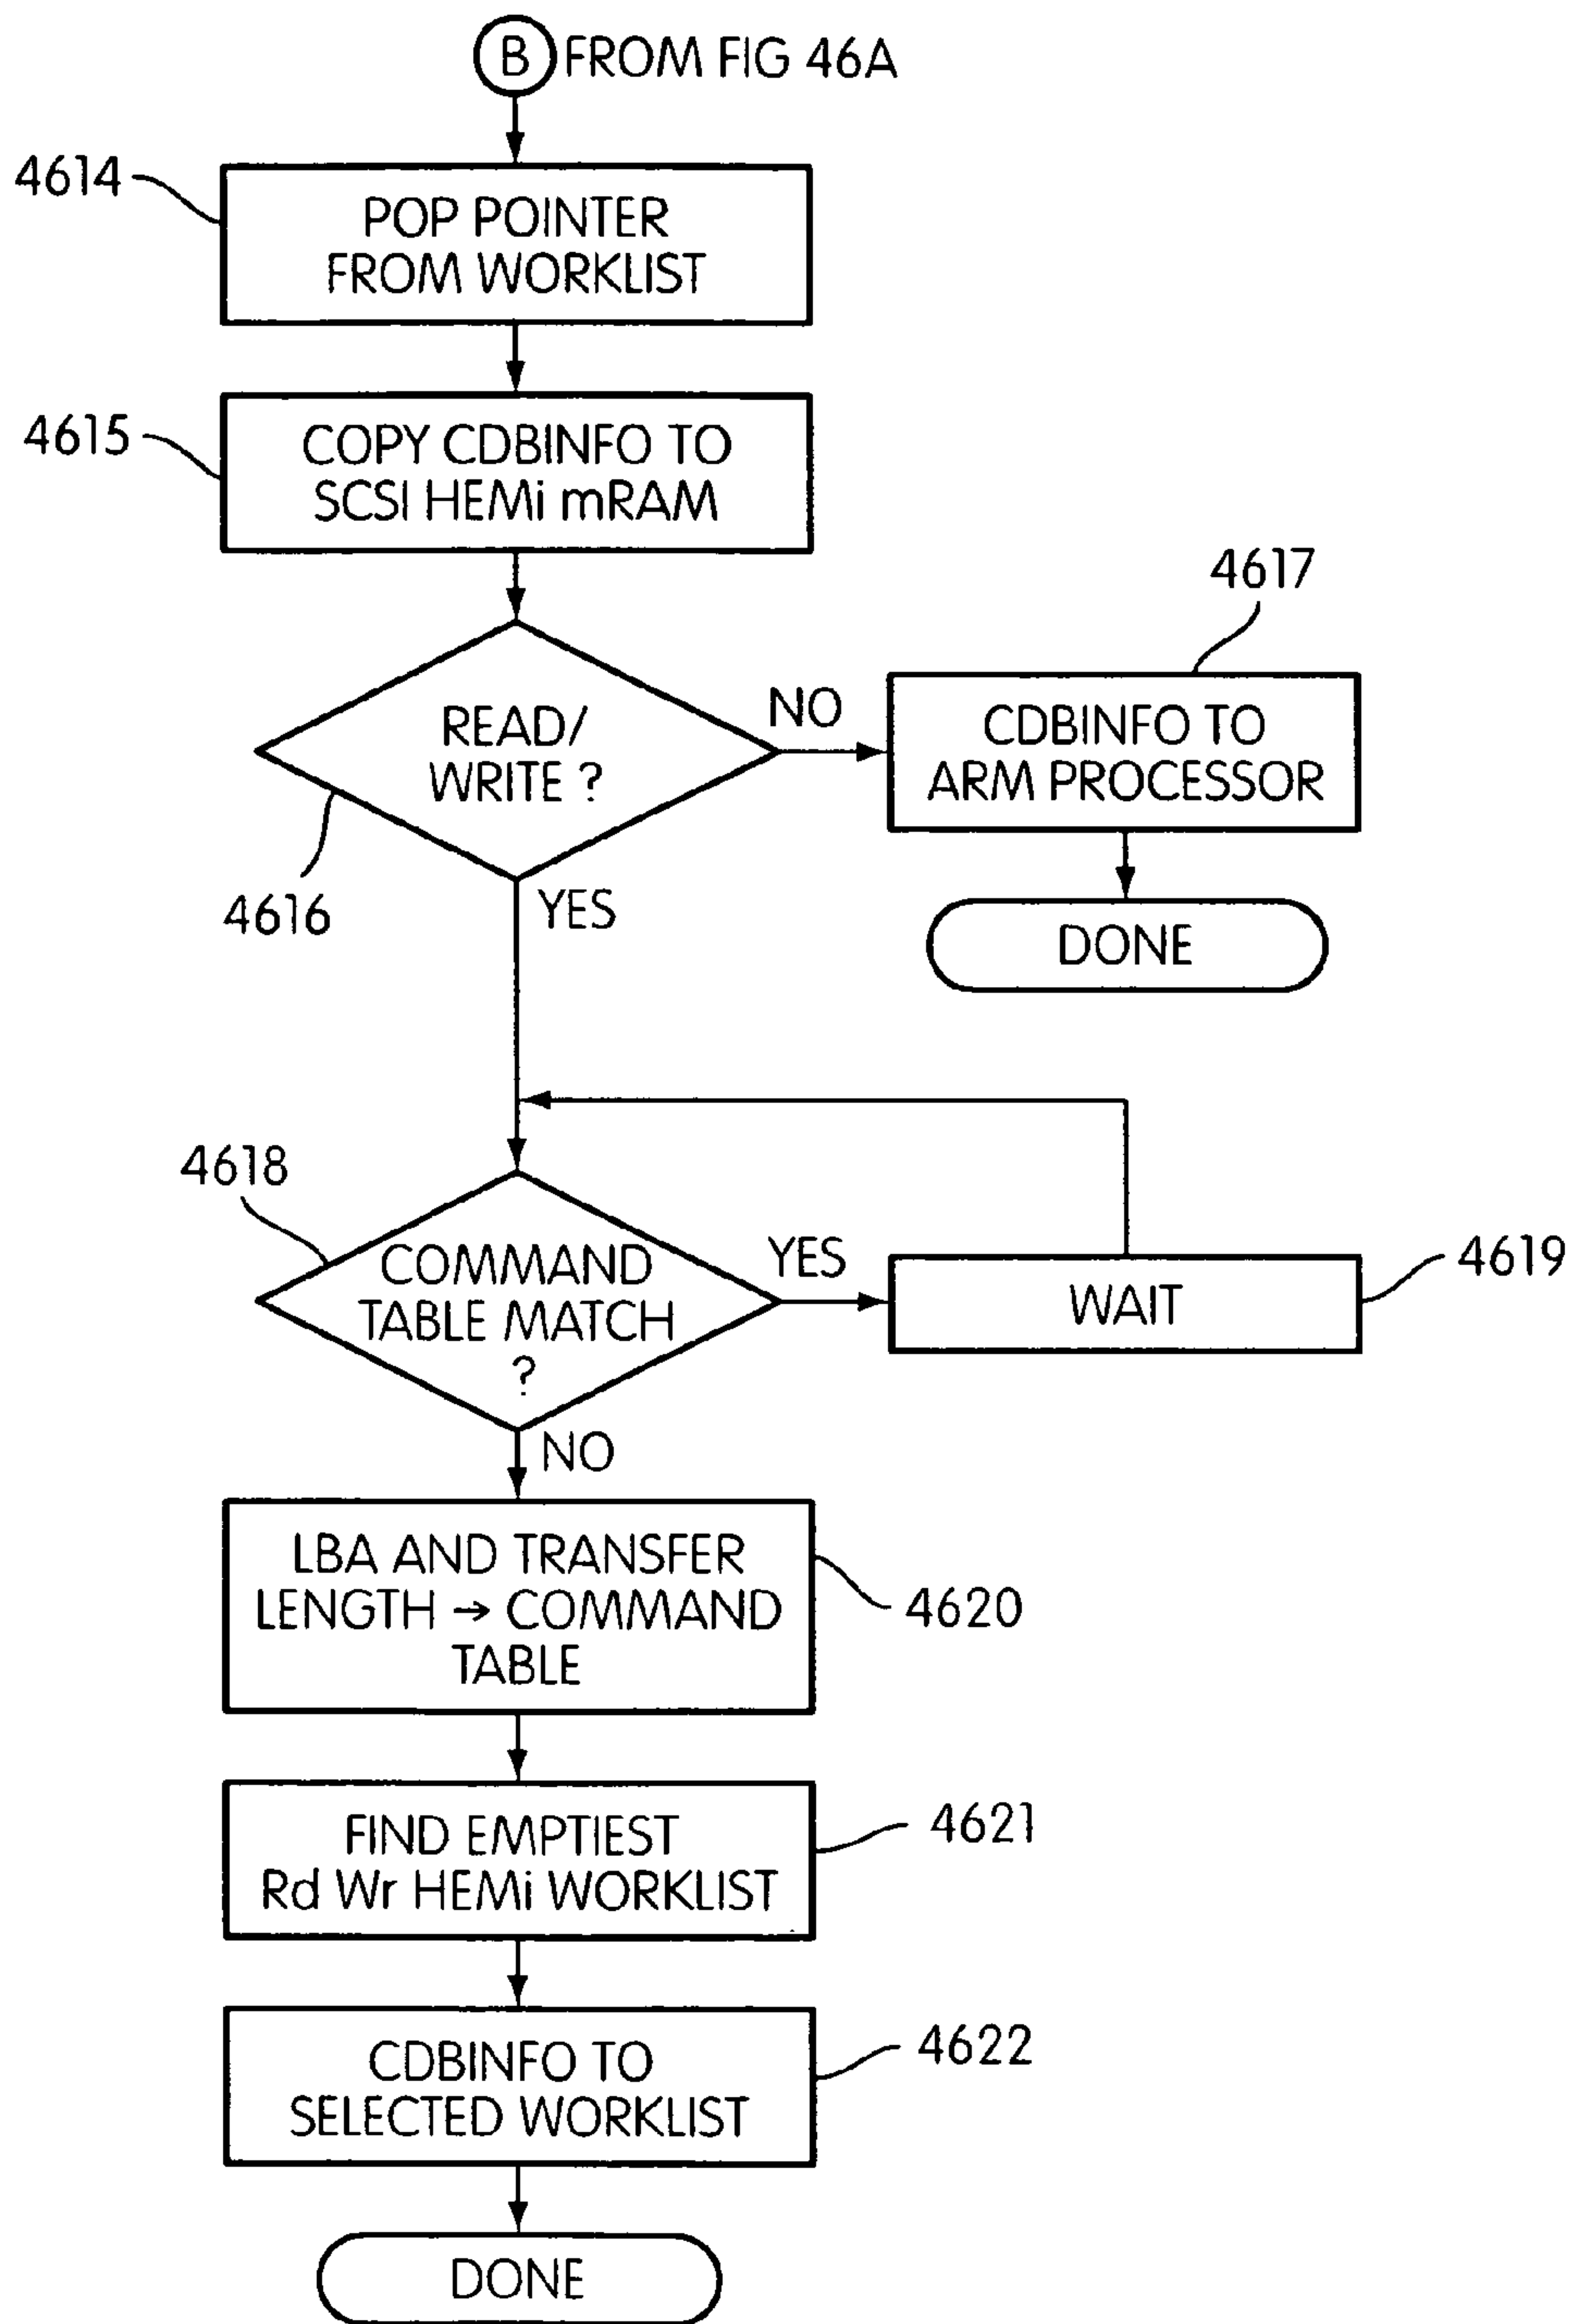 B FROM FIG 46A
4614
POP POINTER
FROM WORKLIST
4615
COPY CDBINFO TO
SCSI HEMi mRAM
4617
READ/
WRITE ?
NO
CDBINFO TO
ARM PROCESSOR
4616
YES
DONE
4618
COMMAND
TABLE MATCH
?
YES
WAIT
4619
NO
LBA AND TRANSFER
LENGTH → COMMAND
TABLE
4620
FIND EMPTIEST
Rd Wr HEMi WORKLIST
4621
CDBINFO TO
SELECTED WORKLIST
4622
DONE